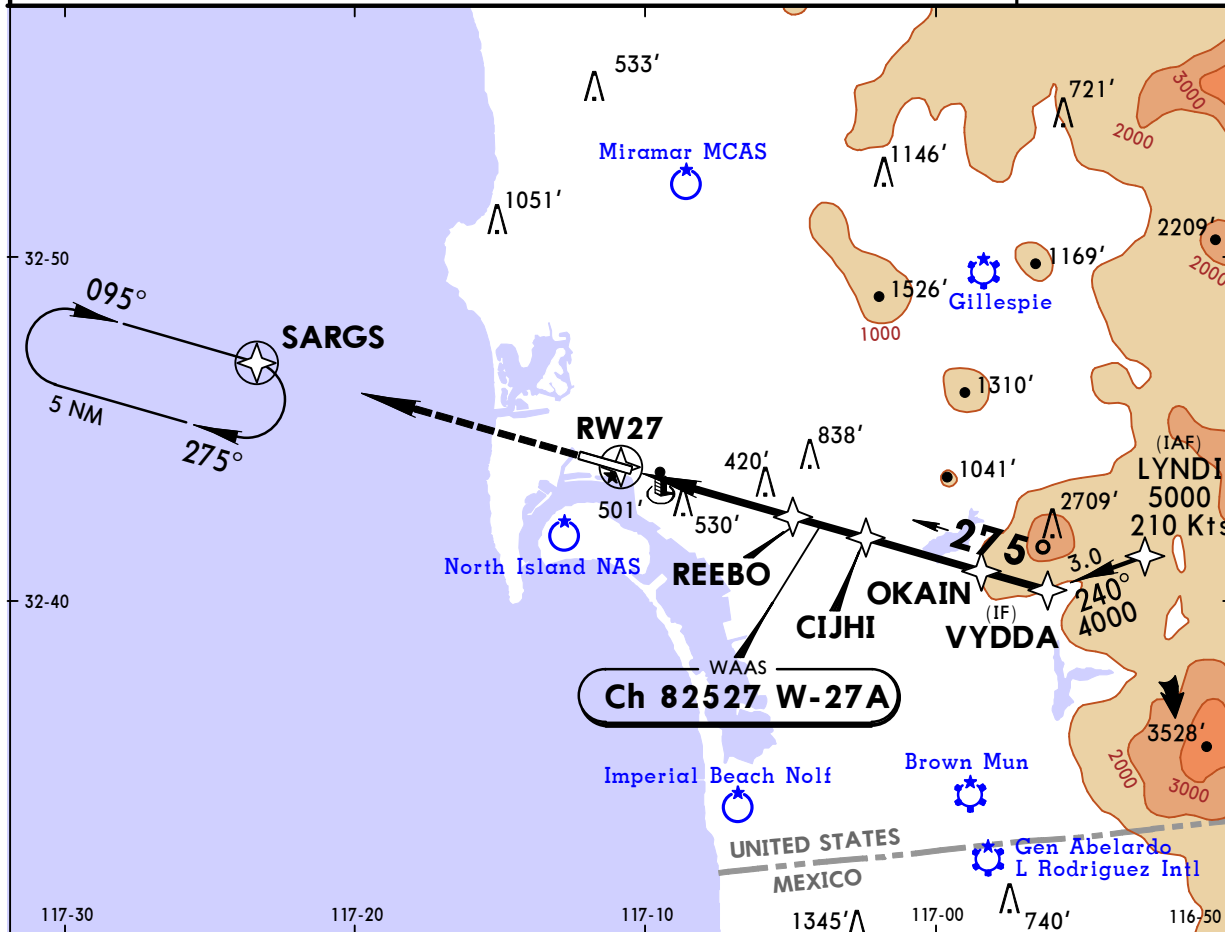 533'
721'
3000
2000
Miramar MCAS
1146'
1051'
2209'
2000
32-50
1169'
1526'
Gillespie
095°
SARGS
1000
1310'
5 NM
275°
RW27
838'
420'
1041'
(IAF)
LYNDI
5000
210 Kts
2709'
501'
530'
275°
3.0
240°
4000
North Island NAS
REEBO
OKAIN
CIJHI
(IF)
VYDDA
32-40
WAAS
Ch 82527 W-27A
3528'
2000
3000
Imperial Beach Nolf
Brown Mun
UNITED STATES
MEXICO
Gen Abelardo
L Rodriguez Intl
117-30
117-20
117-10
117-00
116-50
1345'
740'